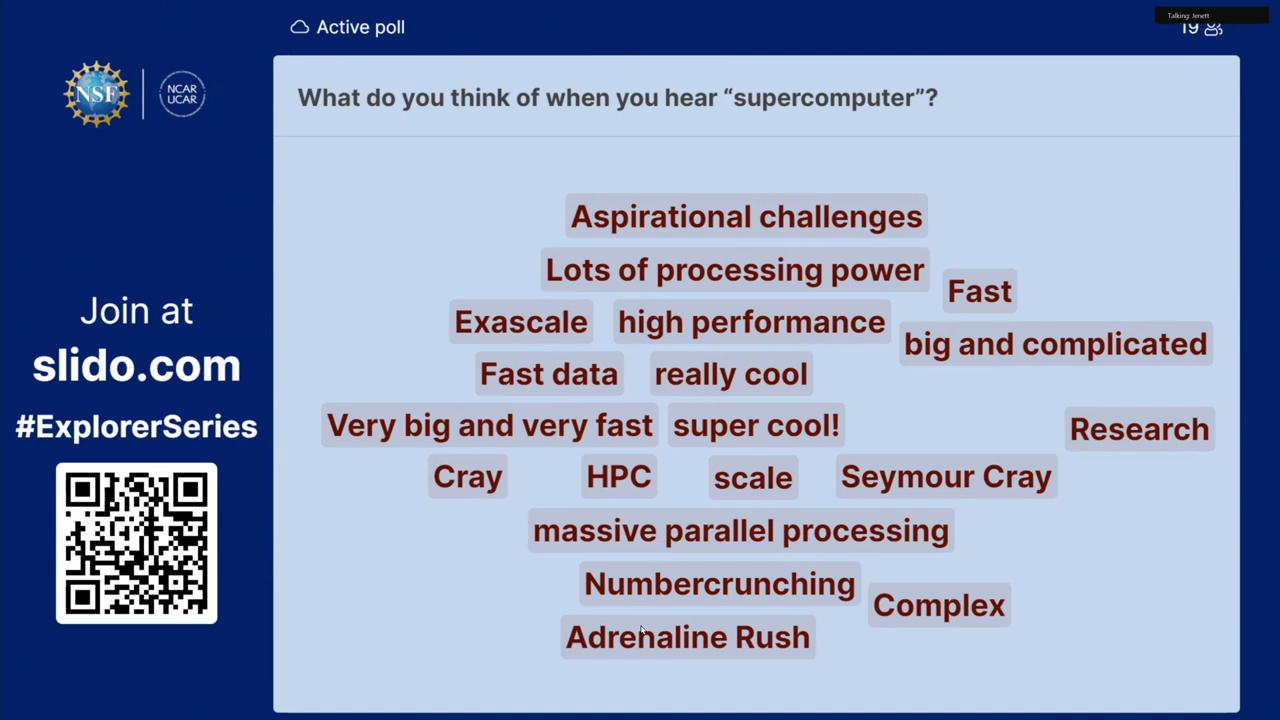 Active poll
Talking: Jenett
19
NSF
NCAR
UCAR
What do you think of when you hear “supercomputer”?
Aspirational challenges
Lots of processing power
Fast
Exascale
high performance
big and complicated
Fast data
really cool
Very big and very fast
super cool!
Research
Cray
HPC
scale
Seymour Cray
massive parallel processing
Numbercrunching
Complex
Adrenaline Rush
Join at
slido.com
#ExplorerSeries